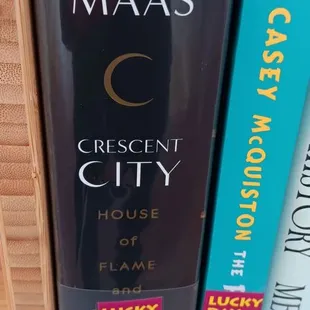 MAAS
CRESCENT
CITY
HOUSE
of
FLAME
and
LUCKY
CASEY McQUISTON THE
LUCKY